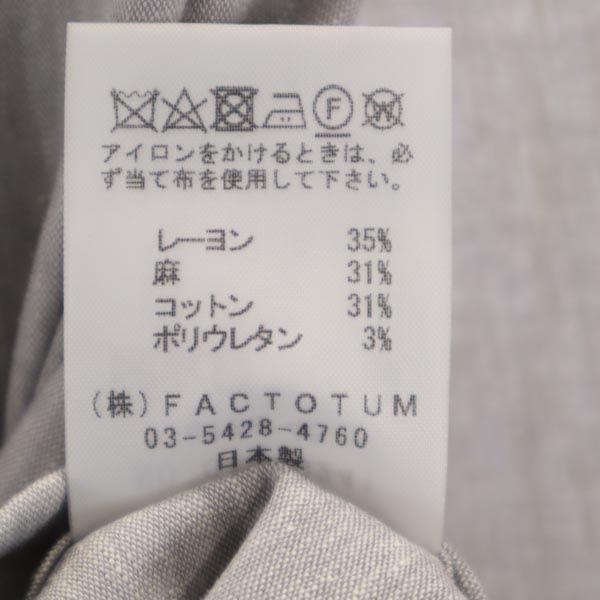 F W
アイロンをかけるときは、必
ず当て布を使用して下さい。
レーヨン 35%
麻 31%
コットン 31%
ポリウレタン 3%
(株)FACTOTUM
03-5428-4760
日本製